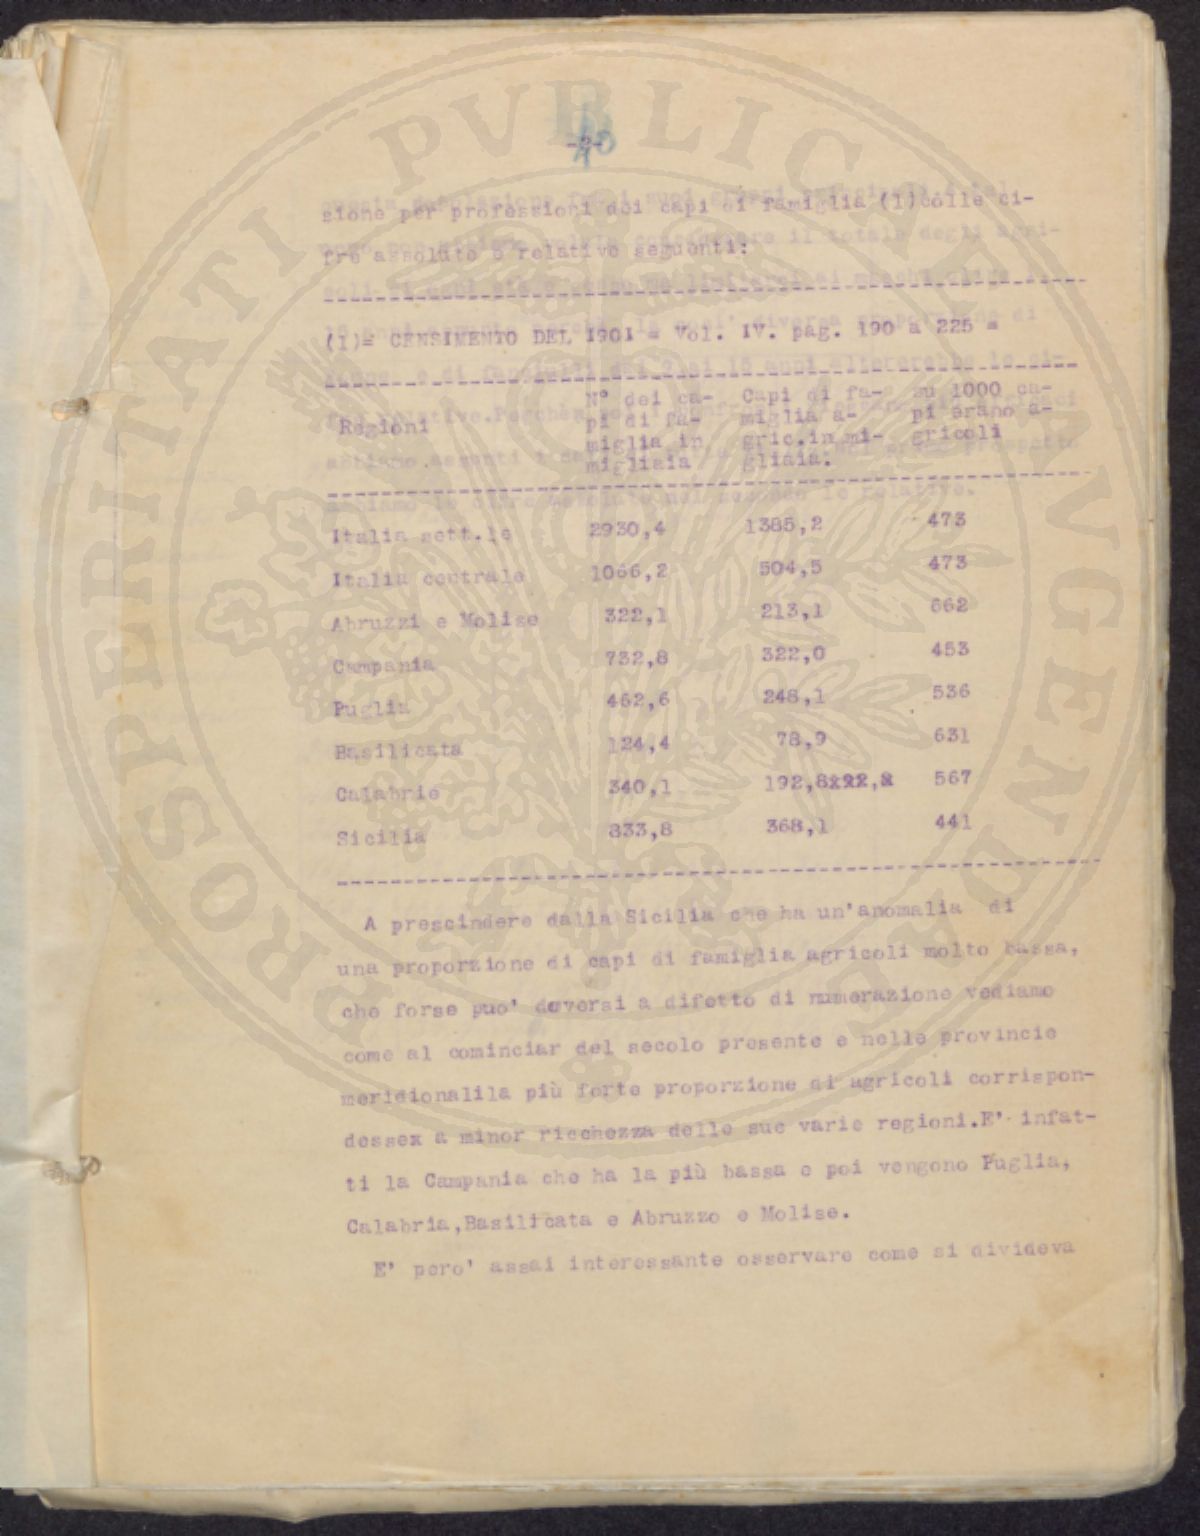 -9-
sione per professioni dei capi di famiglia (1)colle ci-
fre assolute e relative seguenti:
(1)= CENSIMENTO DEL 1901 = Vol. IV. pag. 190 a 225 =
Regioni N° dei ca- Capi di fa- su 1000 ca-
pi di fa- miglia a- pi erano a-
miglia in gric.in mi- gricoli
migliaia gliaia.
Italia sett.le 2930,4 1385,2 473
Italia centrale 1066,2 504,5 473
Abruzzi e Molise 322,1 213,1 662
Campania 732,8 322,0 453
Puglia 462,6 248,1 536
Basilicata 124,4 78,9 631
Calabrie 340,1 192,8 567
Sicilia 833,8 368,1 441
A prescindere dalla Sicilia che ha un'anomalia di
una proporzione di capi di famiglia agricoli molto bassa,
che forse puo' doversi a difetto di numerazione vediamo
come al cominciar del secolo presente e nelle provincie
meridionalila più forte proporzione di agricoli corrispon-
dessex a minor ricchezza delle sue varie regioni.E' infat-
ti la Campania che ha la più bassa e poi vengono Puglia,
Calabria,Basilicata e Abruzzo e Molise.
E' pero' assai interessante osservare come si divideva
PROSPERITATI PVBLICAE AVGENDAE